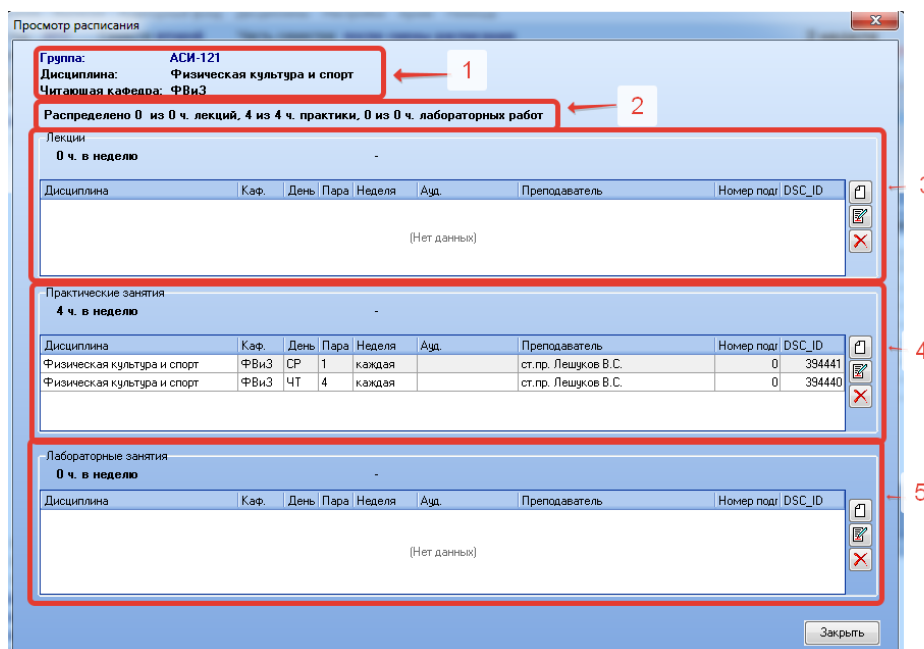 Просмотр расписания
Группа: АСИ-121
Дисциплина: Физическая культура и спорт
Читающая кафедра: ФВиЗ
1
2
Распределено 0 из 0 ч. лекций, 4 из 4 ч. практики, 0 из 0 ч. лабораторных работ
Лекции
0 ч. в неделю -
Дисциплина Каф. День Пара Неделя Ауд. Преподаватель Номер подг DSC_ID
3
(Нет данных)
Практические занятия
4 ч. в неделю -
Дисциплина Каф. День Пара Неделя Ауд. Преподаватель Номер подг DSC_ID
4
Физическая культура и спорт ФВиЗ СР 1 каждая ст.пр. Лешуков В.С. 0 394441
Физическая культура и спорт ФВиЗ ЧТ 4 каждая ст.пр. Лешуков В.С. 0 394440
Лабораторные занятия
0 ч. в неделю -
Дисциплина Каф. День Пара Неделя Ауд. Преподаватель Номер подг DSC_ID
5
(Нет данных)
Закрыть